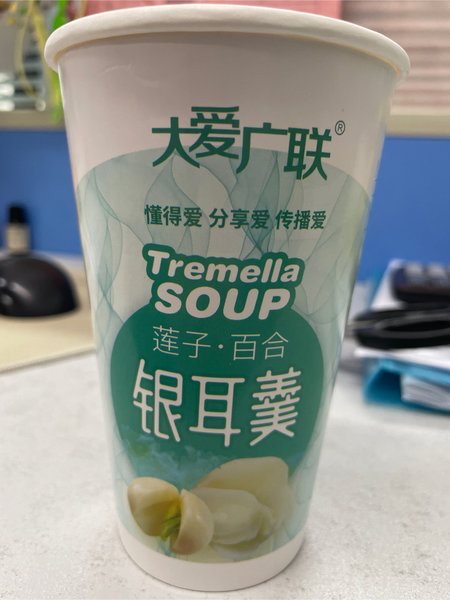 大爱广联®
懂得爱 分享爱 传播爱
Tremella
SOUP
莲子·百合
银耳羹